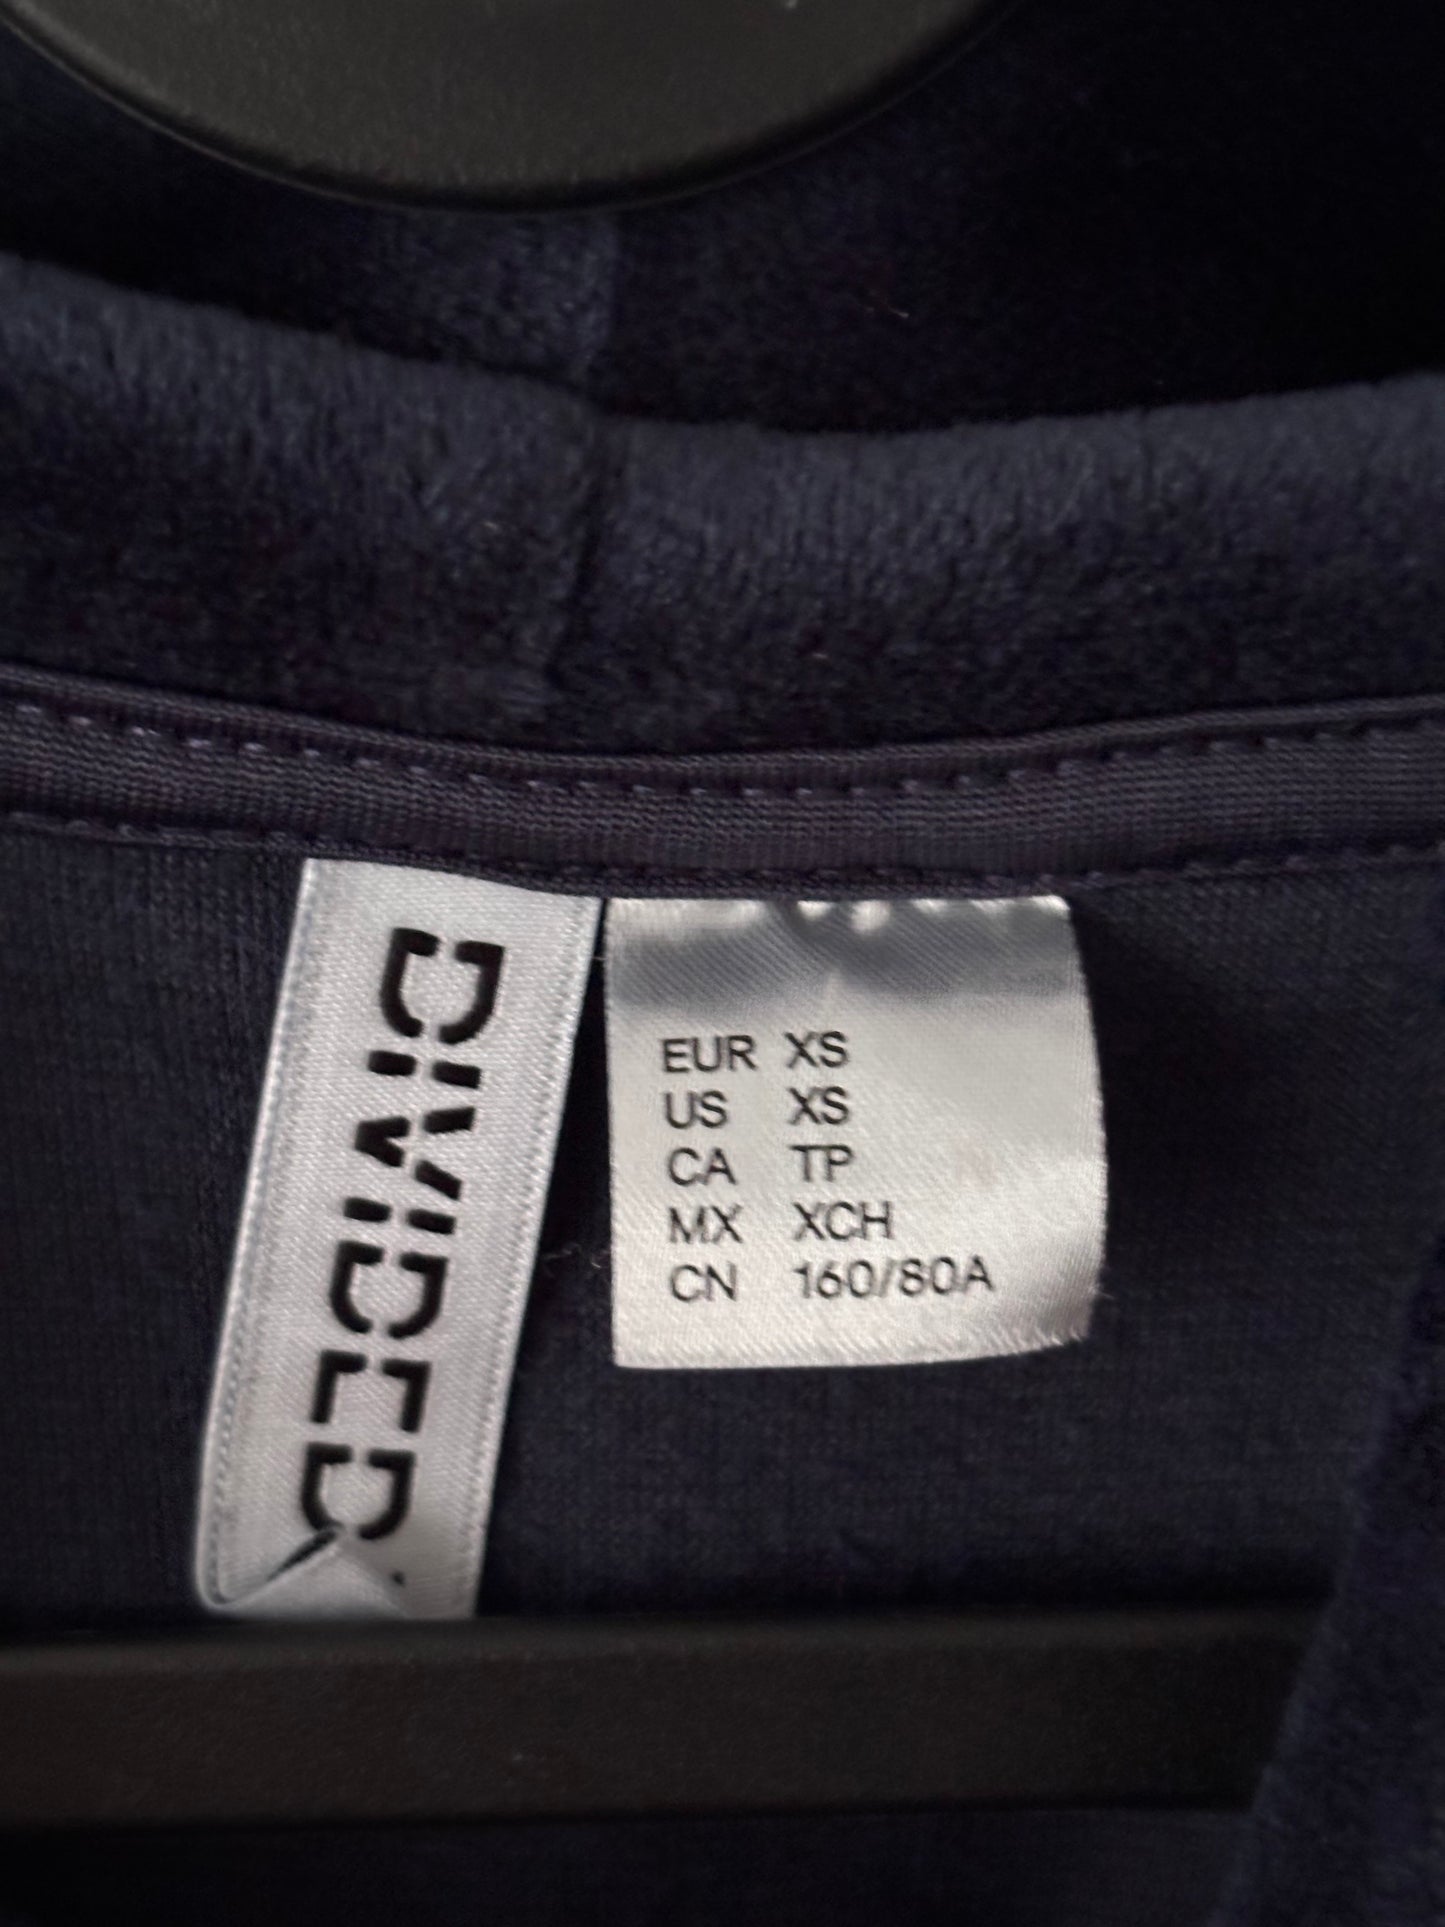 DIVIDED
EUR XS
US XS
CA TP
MX XCH
CN 160/80A